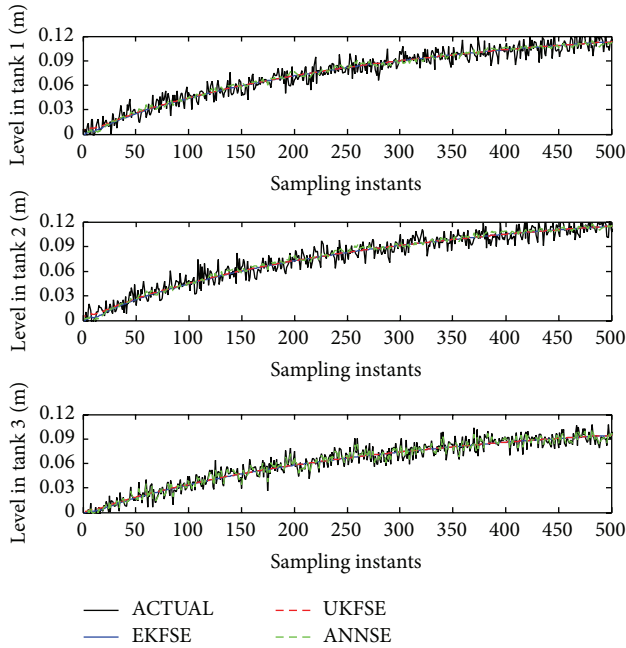 Level in tank 1 (m)
0.12
0.09
0.06
0.03
0
0 50 100 150 200 250 300 350 400 450 500
Sampling instants
Level in tank 2 (m)
0.12
0.09
0.06
0.03
0
0 50 100 150 200 250 300 350 400 450 500
Sampling instants
Level in tank 3 (m)
0.12
0.09
0.06
0.03
0
0 50 100 150 200 250 300 350 400 450 500
Sampling instants
ACTUAL UKFSE
EKFSE ANNSE